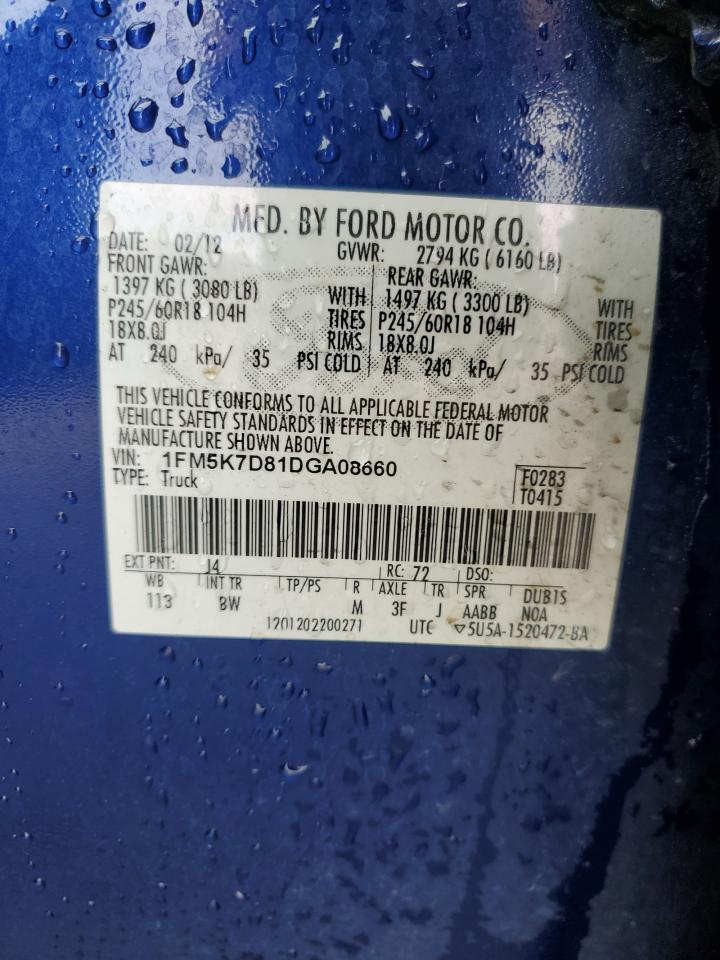 MFD. BY FORD MOTOR CO.
DATE: 02/12 GVWR: 2794 KG ( 6160 LB)
FRONT GAWR: REAR GAWR:
1397 KG ( 3080 LB) WITH 1497 KG ( 3300 LB) WITH
P245/60R18 104H TIRES P245/60R18 104H TIRES
18X8.0J RIMS 18X8.0J RIMS
AT 240 kPa/ 35 PSI COLD AT 240 kPa/ 35 PSI COLD
THIS VEHICLE CONFORMS TO ALL APPLICABLE FEDERAL MOTOR
VEHICLE SAFETY STANDARDS IN EFFECT ON THE DATE OF
MANUFACTURE SHOWN ABOVE.
VIN: 1FM5K7D81DGA08660 F0283
TYPE: Truck T0415
EXT PNT: J4 RC: 72 DSO:
WB INT TR TP/PS R AXLE TR SPR DUB1S
113 BW M 3F J AABB NOA
1201202200271 UTC ▽5U5A-1520472-BA